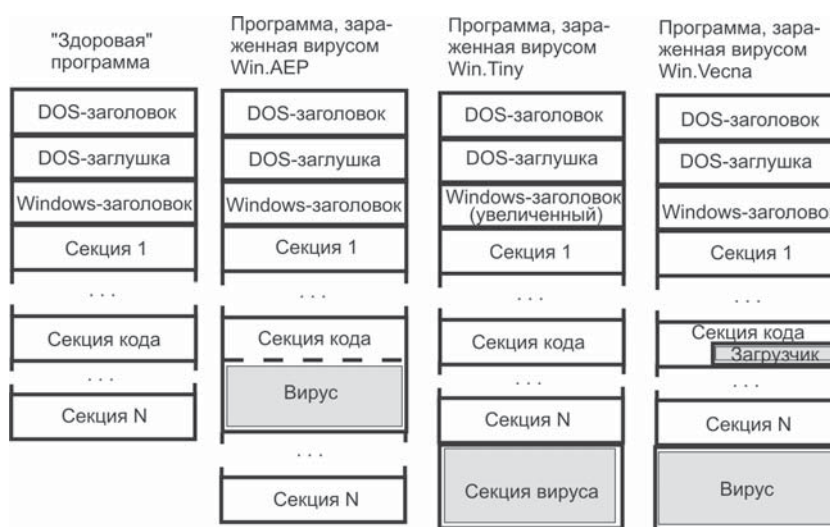 "Здоровая"
программа
DOS-заголовок
DOS-заглушка
Windows-заголовок
Секция 1
. . .
Секция кода
. . .
Секция N
Программа, зара-
женная вирусом
Win.AEP
DOS-заголовок
DOS-заглушка
Windows-заголовок
Секция 1
. . .
Секция кода
Вирус
. . .
Секция N
Программа, зара-
женная вирусом
Win.Tiny
DOS-заголовок
DOS-заглушка
Windows-заголовок
(увеличенный)
Секция 1
. . .
Секция кода
. . .
Секция N
Секция вируса
Программа, зара-
женная вирусом
Win.Vecna
DOS-заголовок
DOS-заглушка
Windows-заголово
Секция 1
. . .
Секция кода
Загрузчик
. . .
Секция N
Вирус